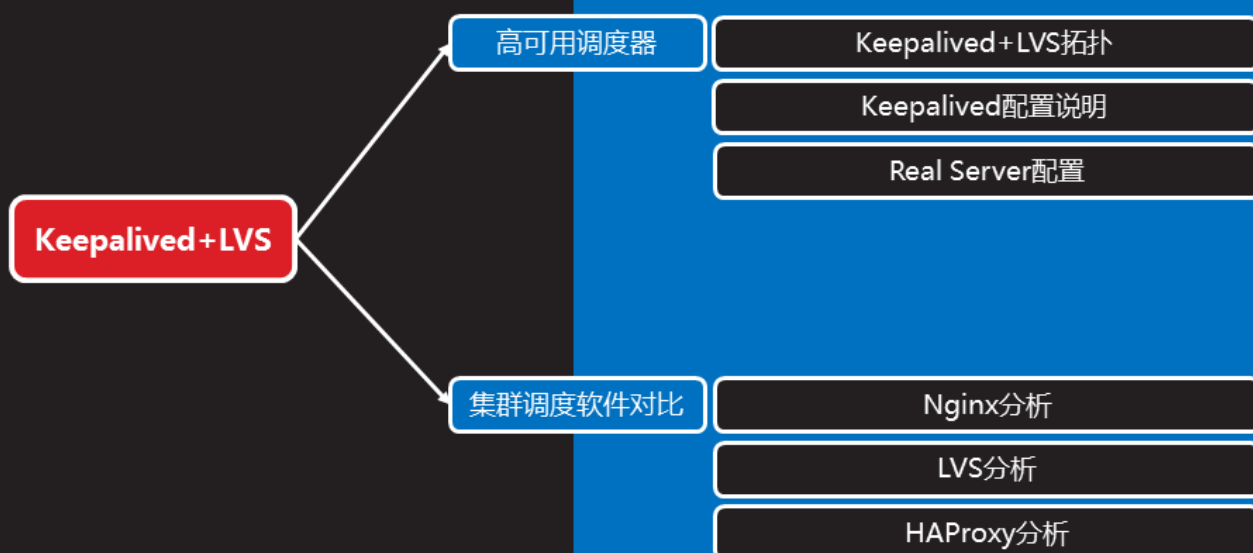 Keepalived+LVS
高可用调度器
Keepalived+LVS拓扑
Keepalived配置说明
Real Server配置
集群调度软件对比
Nginx分析
LVS分析
HAProxy分析